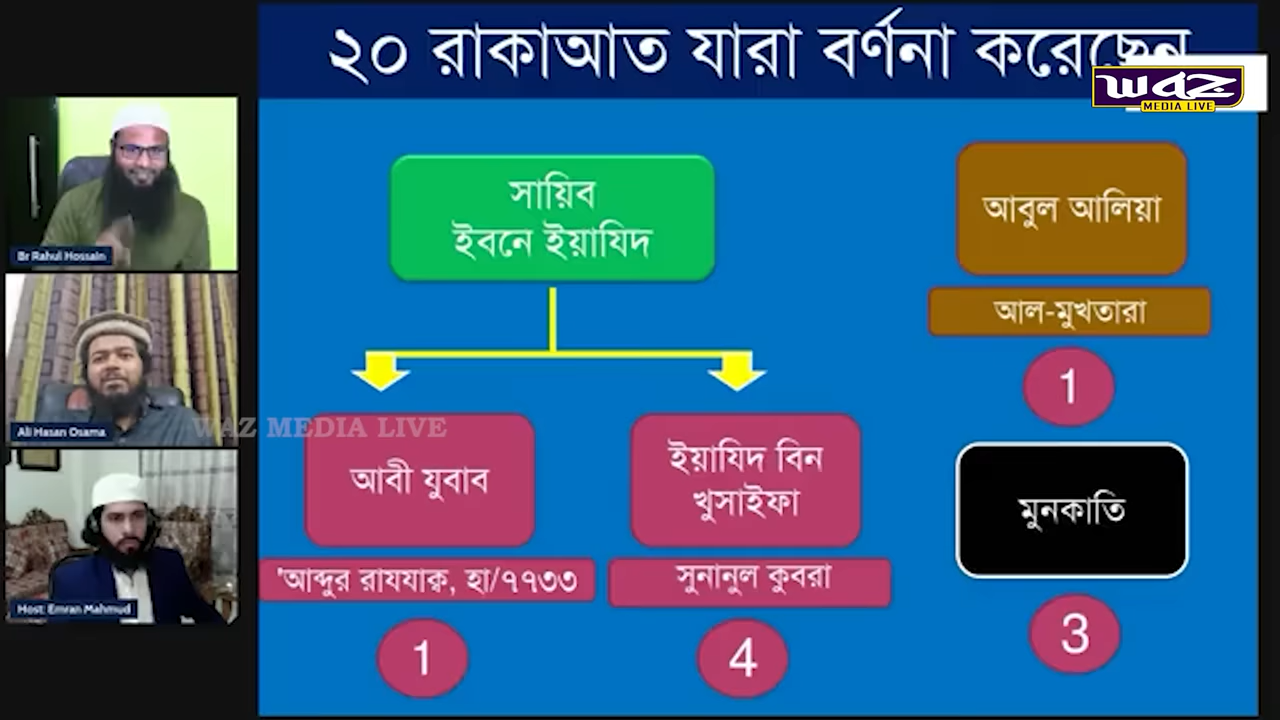 ২০ রাকাআত যারা বর্ণনা করেছেন
waz
MEDIA LIVE
সায়িব
ইবনে ইয়াযিদ
আবুল আলিয়া
আল-মুখতারা
1
আবী যুবাব
ইয়াযিদ বিন
খুসাইফা
মুনকাতি
'আব্দুর রাযযাক্ব, হা/৭৭৩৩
সুনানুল কুবরা
1
4
3
Br Rahul Hossain
Ali Hasan Osama
WAZ MEDIA LIVE
Host: Emran Mahmud